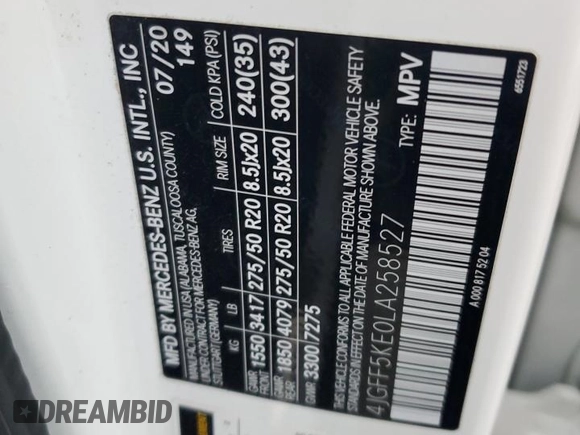 MFD BY MERCEDES-BENZ U.S. INTL., INC
MANUFACTURED IN USA (ALABAMA, TUSCALOOSA COUNTY)
UNDER CONTRACT FOR MERCEDES-BENZ AG,
STUTTGART (GERMANY)
07/20
149
KG LB TIRES RIM SIZE COLD KPA (PSI)
GAWR FRONT 1550 3417 275/50 R20 8.5Jx20 240(35)
GAWR REAR 1850 4079 275/50 R20 8.5Jx20 300(43)
GVWR 3300 7275
THIS VEHICLE CONFORMS TO ALL APPLICABLE FEDERAL MOTOR VEHICLE SAFETY
STANDARDS IN EFFECT ON THE DATE OF MANUFACTURE SHOWN ABOVE.
4JGFF5KE0LA258527 TYPE: MPV
A 000 817 52 04
6551723
DREAMBID